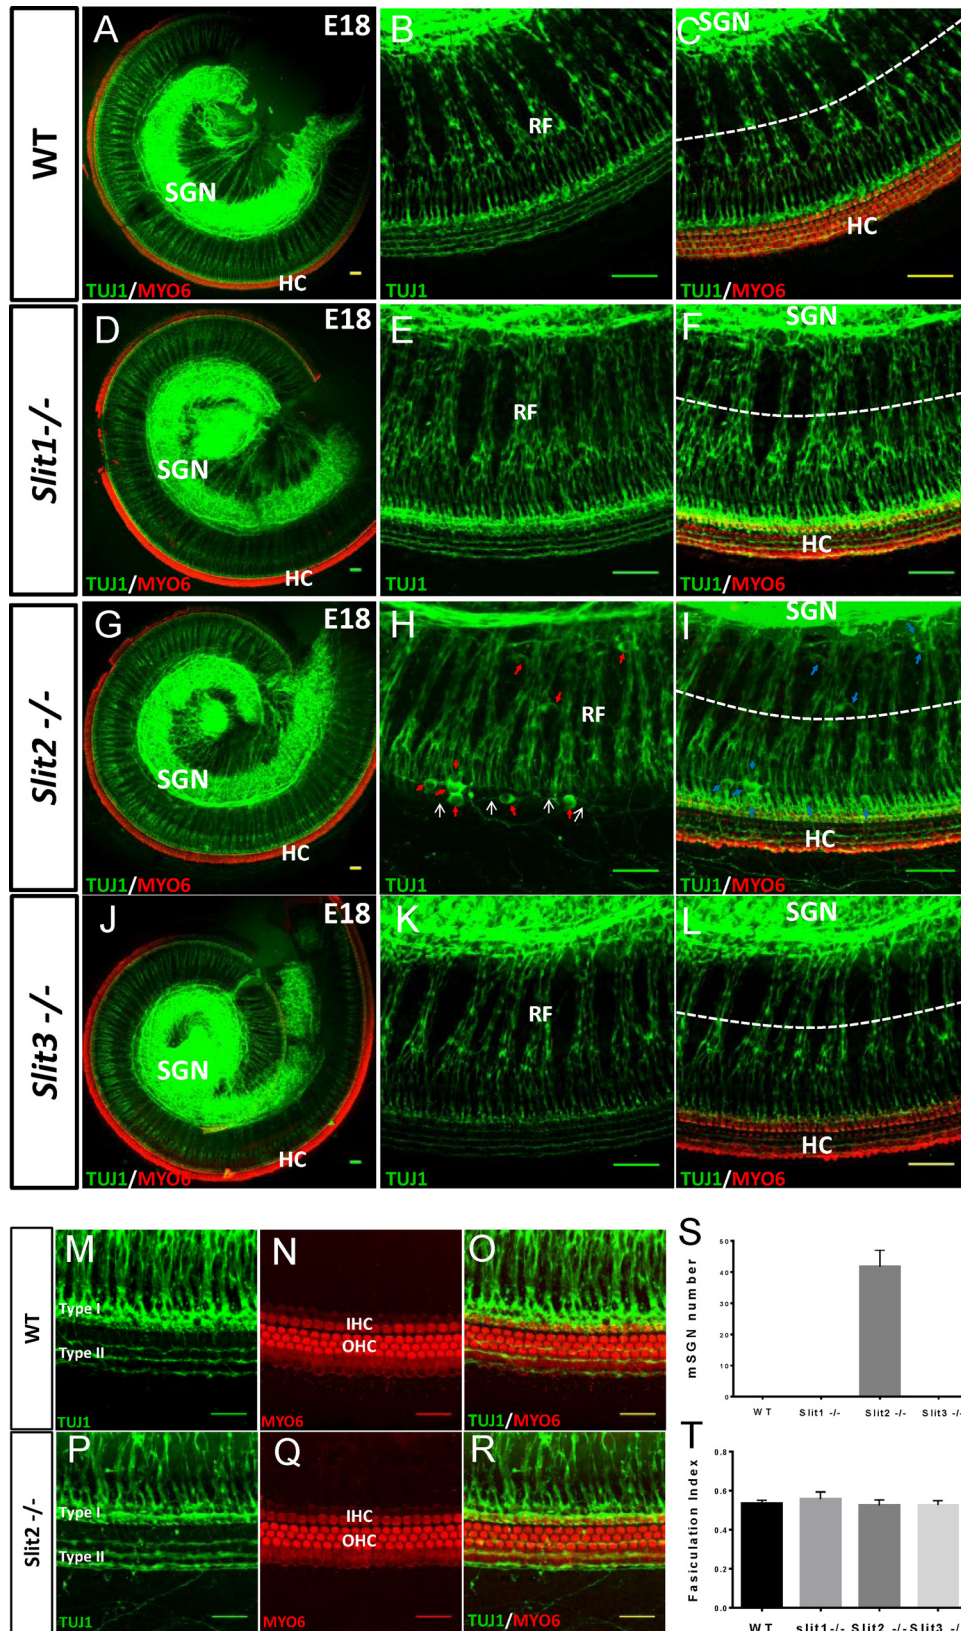 WT
A
E18
SGN
HC
TUJ1/MYO6
B
RF
TUJ1
C
SGN
HC
TUJ1/MYO6
Slit1-/-
D
E18
SGN
HC
TUJ1/MYO6
E
RF
TUJ1
F
SGN
HC
TUJ1/MYO6
Slit2 -/-
G
E18
SGN
HC
TUJ1/MYO6
H
RF
TUJ1
I
SGN
HC
TUJ1/MYO6
Slit3 -/-
J
E18
SGN
HC
TUJ1/MYO6
K
RF
TUJ1
L
SGN
HC
TUJ1/MYO6
WT
M
Type I
Type II
TUJ1
N
IHC
OHC
MYO6
O
TUJ1/MYO6
Slit2 -/-
P
Type I
Type II
TUJ1
Q
IHC
OHC
MYO6
R
TUJ1/MYO6
S
mSGN number
50
40
30
20
10
0
WT Slit1 -/- Slit2 -/- Slit3 -/-
T
Fasiculation Index
0.8
0.6
0.4
0.2
0.0
WT slit1-/- Slit2 -/- Slit3 -/-